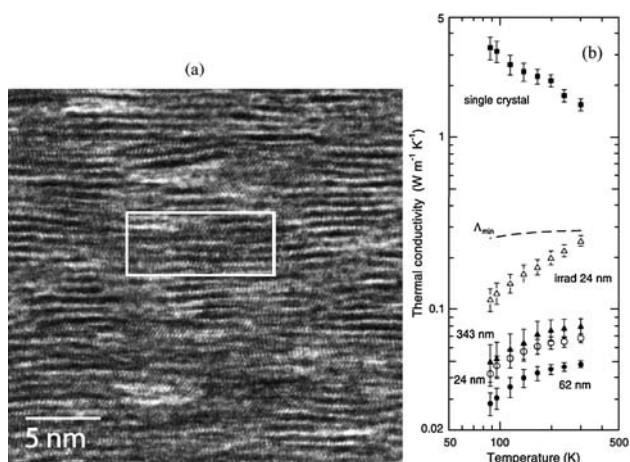 (a)
5 nm
(b)
Thermal conductivity (W m⁻¹ K⁻¹)
5
1
0.1
0.02
single crystal
Λmin
irrad 24 nm
343 nm
24 nm
62 nm
50
100
500
Temperature (K)